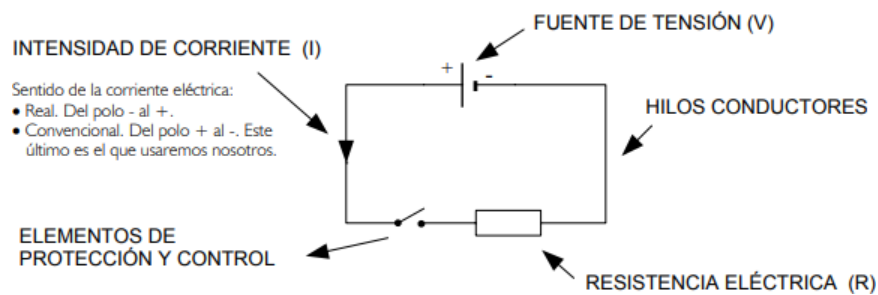 FUENTE DE TENSIÓN (V)
INTENSIDAD DE CORRIENTE (I)
+
-
Sentido de la corriente eléctrica:
• Real. Del polo - al +.
• Convencional. Del polo + al -. Este
último es el que usaremos nosotros.
HILOS CONDUCTORES
ELEMENTOS DE
PROTECCIÓN Y CONTROL
RESISTENCIA ELÉCTRICA (R)